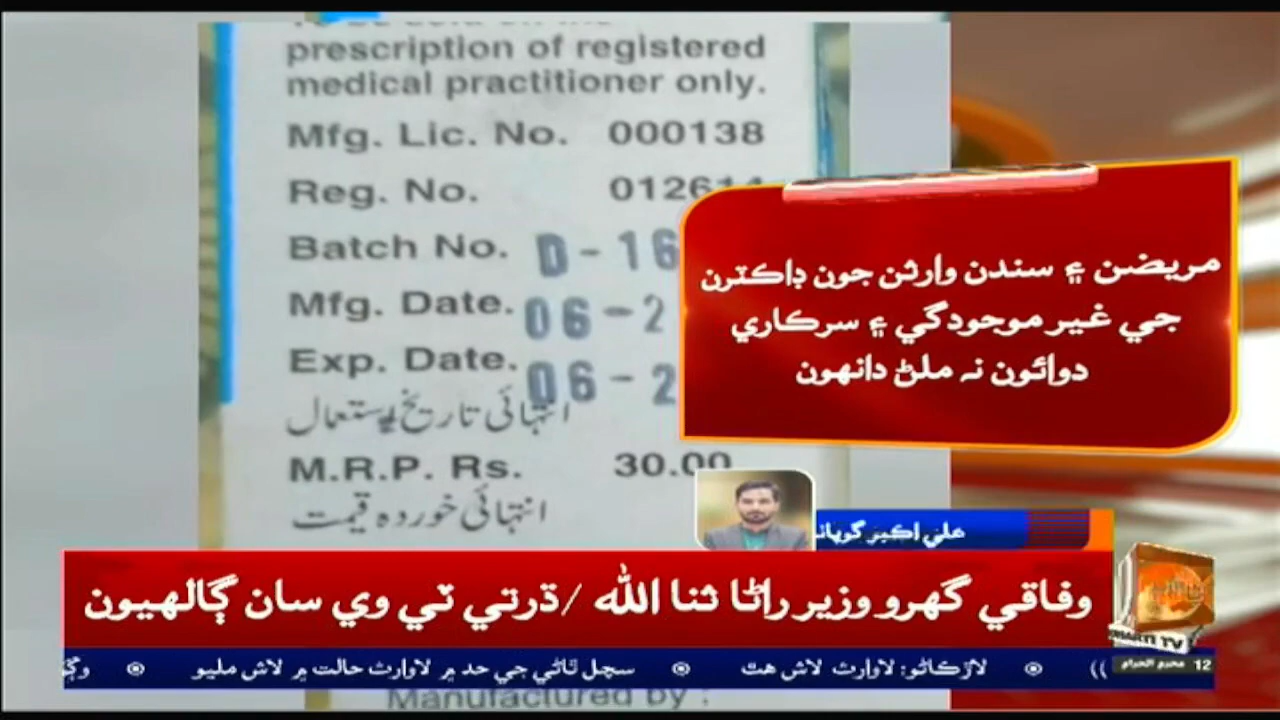 prescription of registered
medical practitioner only.
Mfg. Lic. No. 000138
Reg. No. 012614
Batch No. D-16
Mfg. Date. 06-2
Exp. Date. 06-2
انتہائی تاریخ استعمال
M.R.P. Rs. 30.00
انتہائی خوردہ قیمت
مريضن ۽ سندن وارثن جون ڊاڪٽرن
جي غير موجودگي ۽ سرڪاري
دوائون نہ ملڻ دانهون
علي اڪبر
وفاقي گهرو وزير راڻا ثنا الله /ڌرتي ٽي وي سان ڳالهيون
TV
12 محرم الحرام
لاڙڪاڻو: لاوارث لاش هٿ
سچل ٿاڻي جي حد ۾ لاوارث حالت ۾ لاش مليو
Manufactured by :